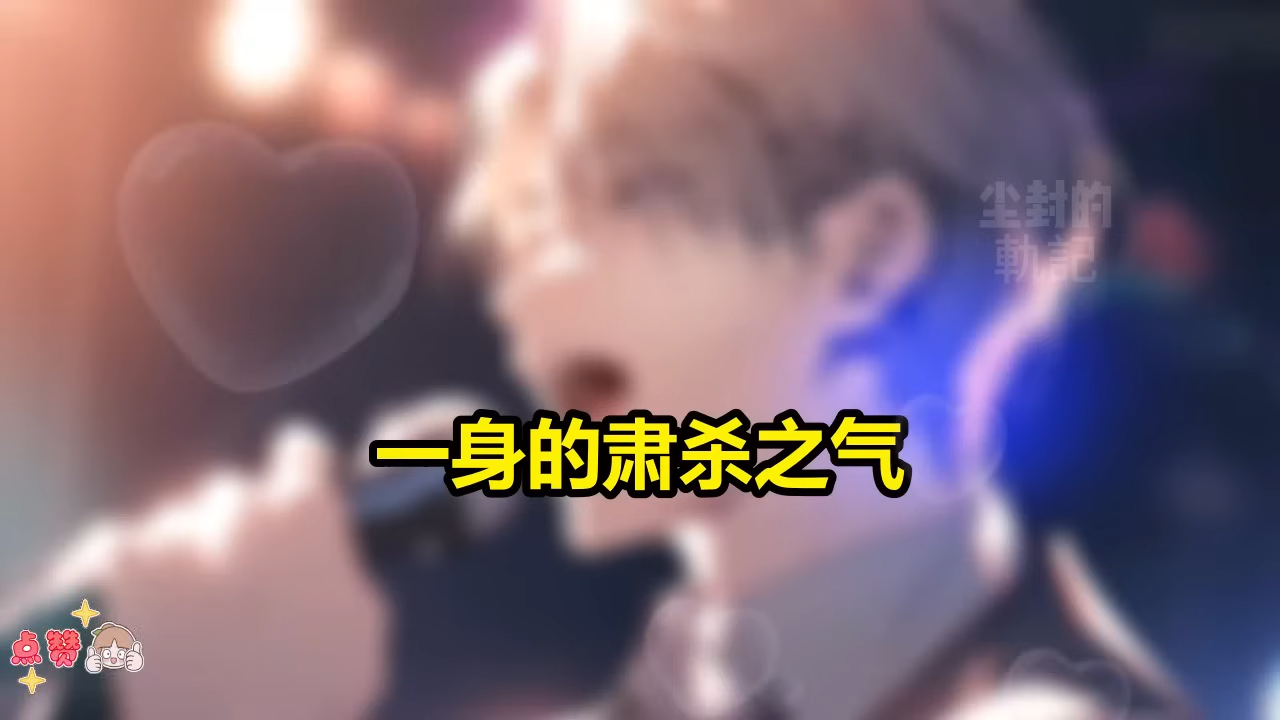 尘封的
軌記
一身的肃杀之气
点赞